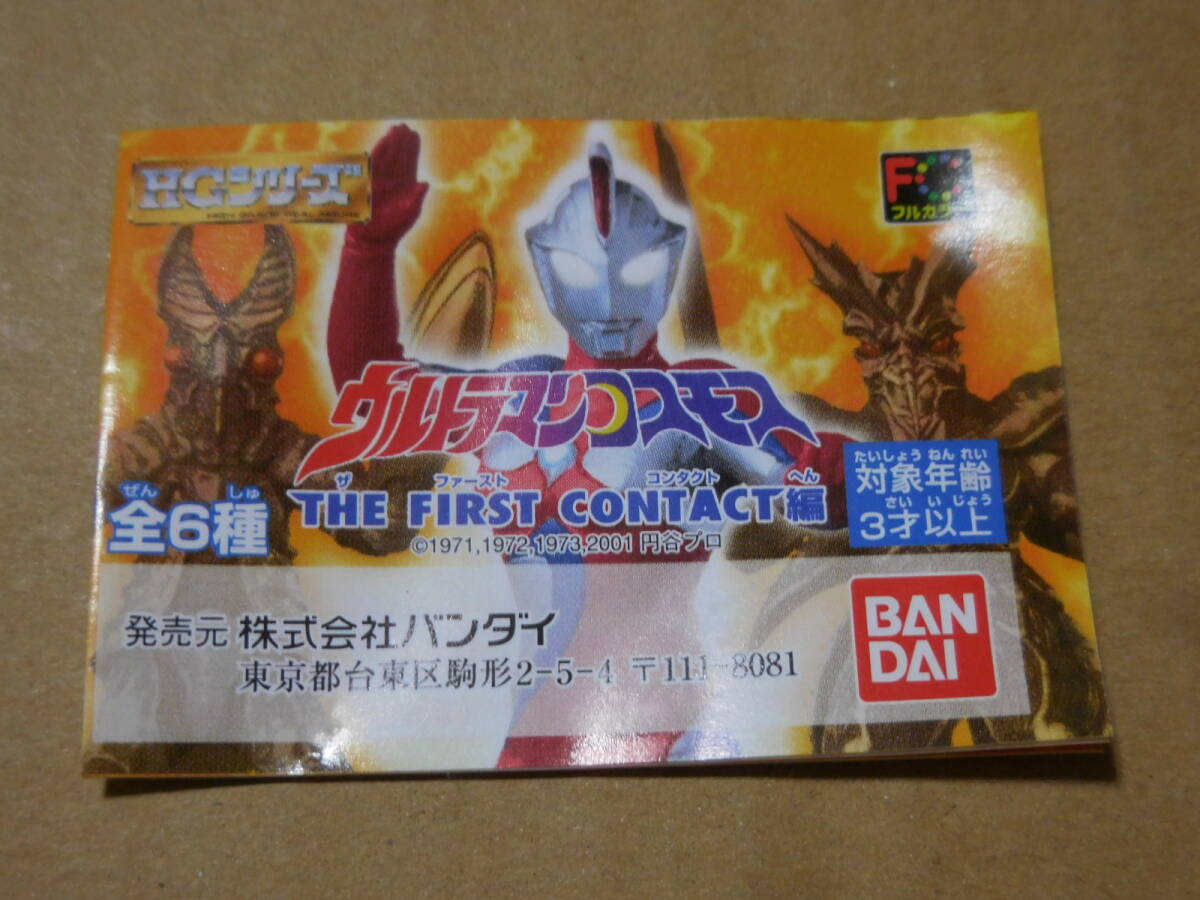 HGシリーズ
HIGH GRADE REAL FIGURE
F
フルカラー
ウルトラマンコスモス
ザ ファースト コンタクト へん
THE FIRST CONTACT編
©1971,1972,1973,2001 円谷プロ
ぜん しゅ
全6種
たいしょう ねん れい
対象年齢
さい い じょう
3才以上
発売元 株式会社バンダイ
東京都台東区駒形2-5-4 〒111-8081
BAN
DAI